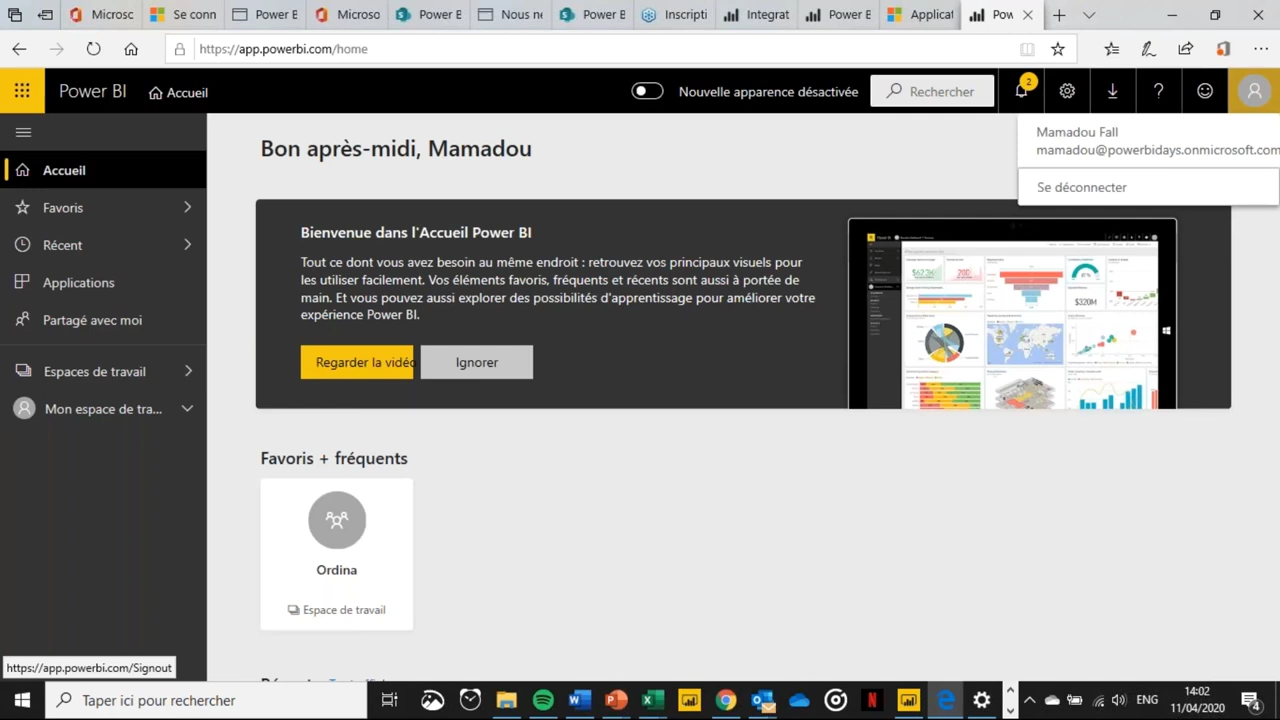 Microsc
Se conn
Power B
Microso
Power B
Nous ne
Power B
Inscripti
Integrat
Power B
Applicat
Pow
https://app.powerbi.com/home
Power BI
Accueil
Nouvelle apparence désactivée
Rechercher
2
Mamadou Fall
mamadou@powerbidays.onmicrosoft.com
Se déconnecter
Bon après-midi, Mamadou
Accueil
Favoris
Récent
Applications
Partagé avec moi
Espaces de travail
Mon espace de tra...
Bienvenue dans l'Accueil Power BI
Tout ce dont vous avez besoin au même endroit : retrouvez vos principaux visuels pour
les utiliser facilement. Vos éléments favoris, fréquents et récents sont aussi à portée de
main. Et vous pouvez aussi explorer des possibilités d'apprentissage pour améliorer votre
expérience Power BI.
Regarder la vidéo
Ignorer
$623K
200
$320M
Favoris + fréquents
Ordina
Espace de travail
https://app.powerbi.com/Signout
Taper ici pour rechercher
ENG
14:02
11/04/2020
4